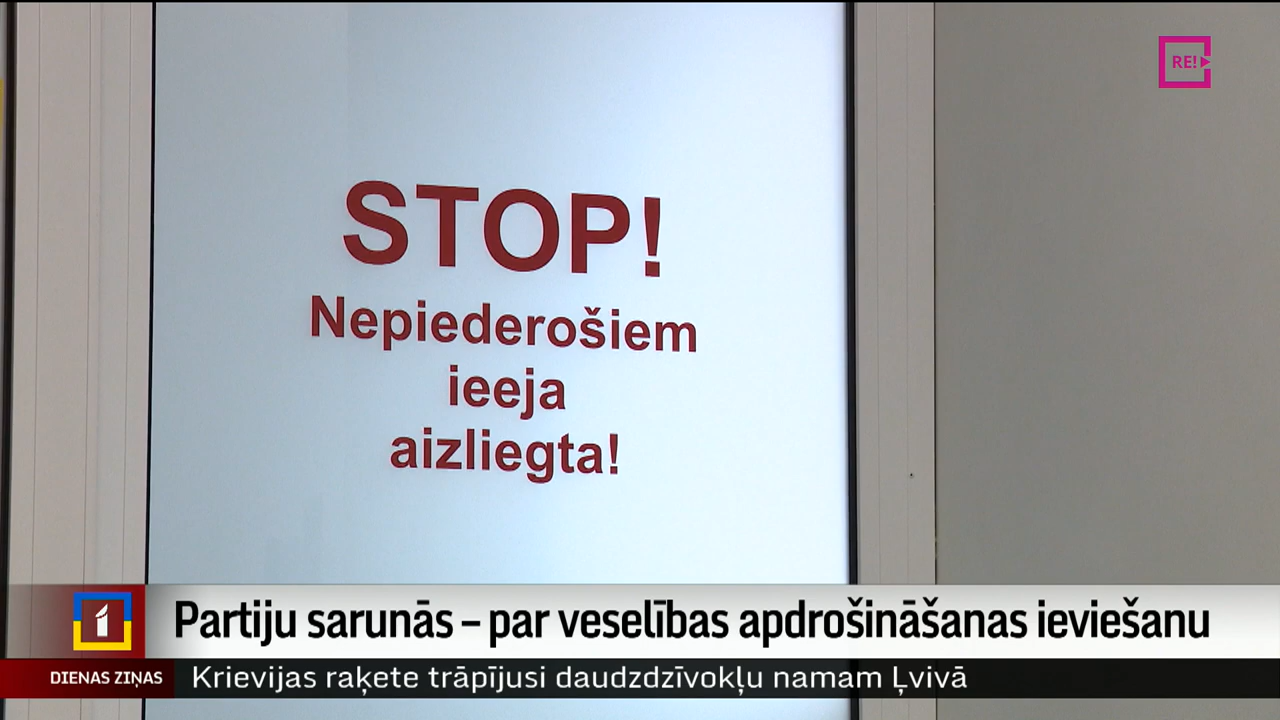 RE!
STOP!
Nepiederošiem
ieeja
aizliegta!
1
Partiju sarunās – par veselības apdrošināšanas ieviešanu
DIENAS ZIŅAS
Krievijas raķete trāpījusi daudzdzīvokļu namam Ļvivā